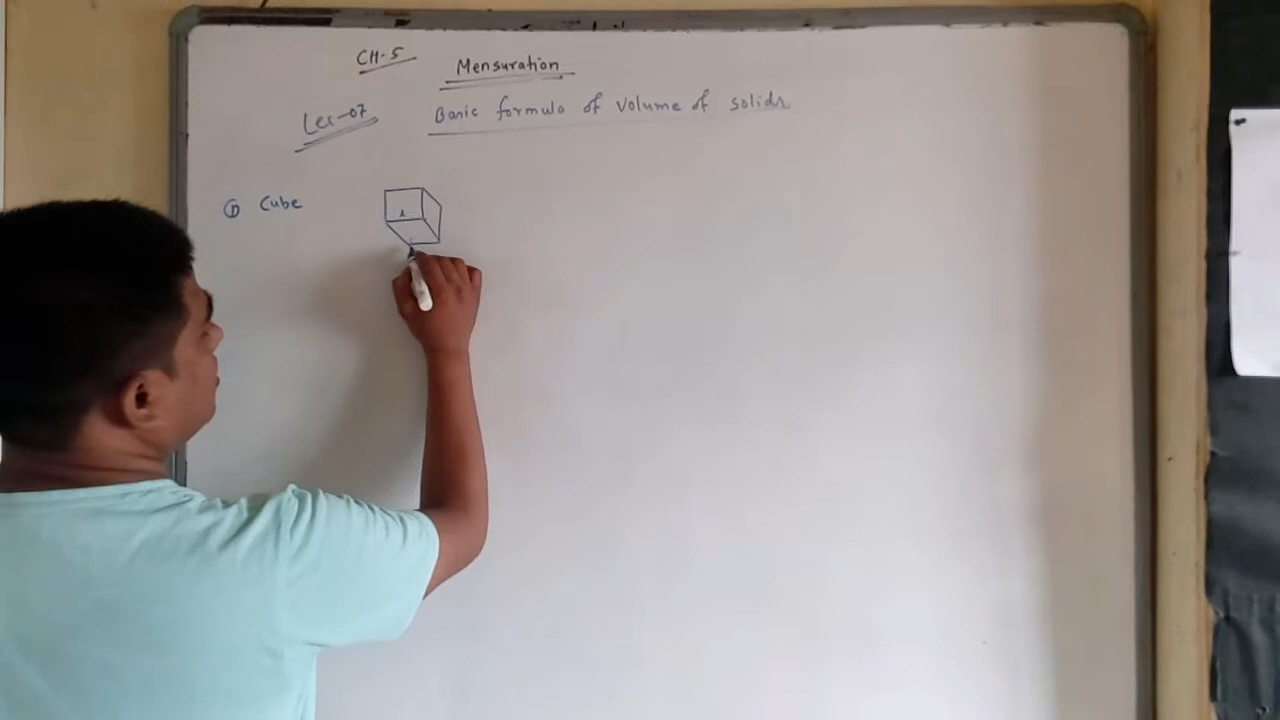 CH-5 Mensuration
Lec-07 Basic formula of Volume of solids
① Cube
l